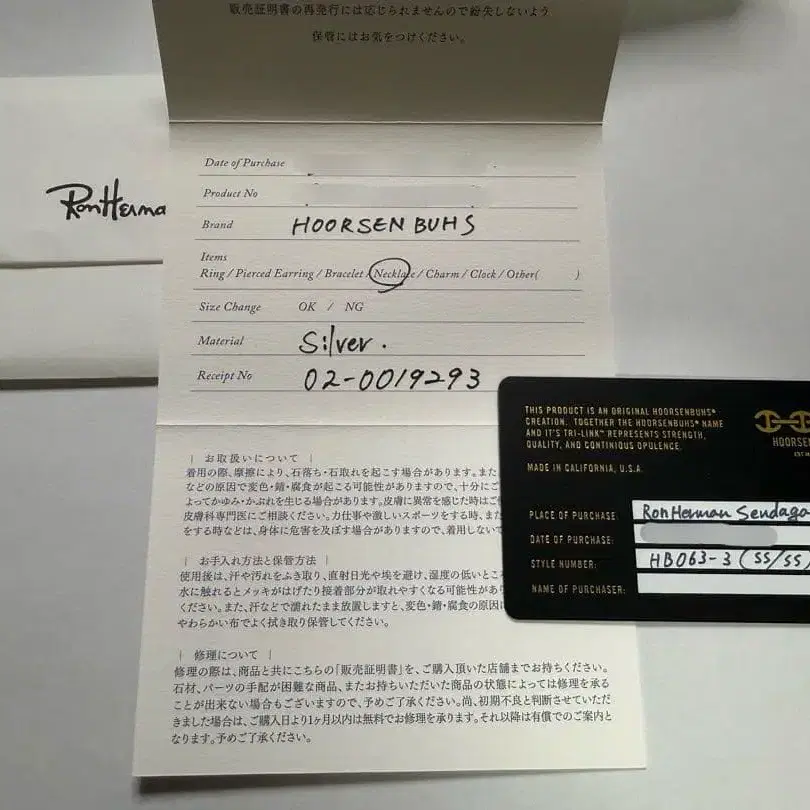 販売証明書の再発行には応じられませんので紛失しないよう
保管にはお気をつけください。
RonHerma
Date of Purchase
Product No
Brand HOORSENBUHS
Items
Ring / Pierced Earring / Bracelet / Necklace / Charm / Clock / Other( )
Size Change OK / NG
Material Silver.
Receipt No 02-0019293
| お取扱いについて |
着用の際、摩擦により、石落ち・石取れを起こす場合があります。また、
などの原因で変色・錆・腐食が起こる可能性があります。十分にご
よってかゆみ・かぶれを生じる場合があります。皮膚に異常を感じた時はご使
皮膚科専門医にご相談ください。力仕事や激しいスポーツをする時、また
をする時などは、身体に危害を及ぼす場合がありますので、着用しないで
| お手入れ方法と保管方法 |
使用後は、汗や汚れをふき取り、直射日光や埃を避け、湿度の低いところ
水に触れるとメッキがはげたり接着部分が取れやすくなる可能性があり
ください。また、汗などで濡れたまま放置しますと、変色・錆・腐食の原因に
やわらかい布でよく拭き取り保管してください。
| 修理について |
修理の際は、商品と共にこちらの「販売証明書」を、ご購入頂いた店舗までお持ちください。
石材、パーツの手配が困難な商品、またお持ちいただいた商品の状態によっては修理を承る
ことが出来ない場合もございますので、予めご了承ください。尚、初期不良と判断させていただ
きました場合は、ご購入日より1ヶ月以内は無料でお修理を承ります。それ以降は有償でのご案内と
なります。予めご了承ください。
THIS PRODUCT IS AN ORIGINAL HOORSENBUHS®
CREATION. TOGETHER THE HOORSENBUHS® NAME
AND IT'S TRI-LINK™ REPRESENTS STRENGTH,
QUALITY, AND CONTINIOUS OPULENCE.
MADE IN CALIFORNIA, U.S.A.
HOORSEN
PLACE OF PURCHASE: RonHerman Sendaga
DATE OF PURCHASE:
STYLE NUMBER: HB063-3 (SS/SS)
NAME OF PURCHASER: